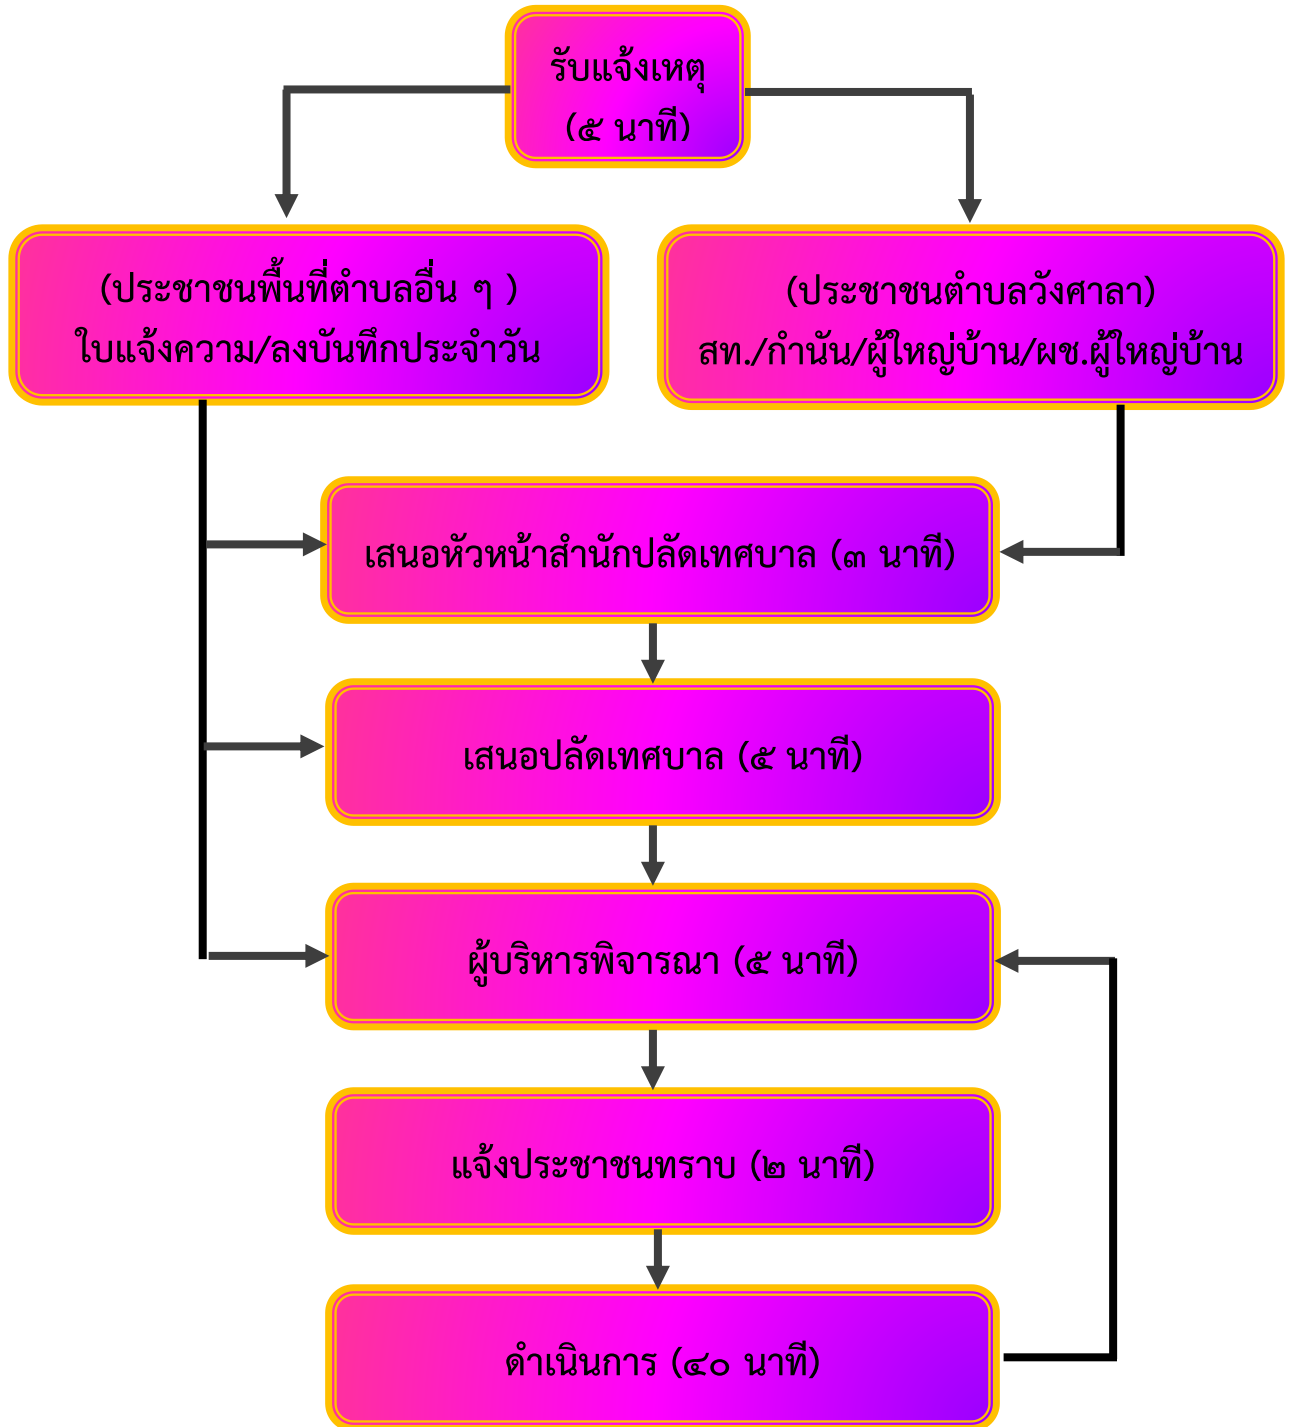 รับแจ้งเหตุ
(๕ นาที)
(ประชาชนพื้นที่ตำบลอื่น ๆ )
ใบแจ้งความ/ลงบันทึกประจำวัน
(ประชาชนตำบลวังศาลา)
สท./กำนัน/ผู้ใหญ่บ้าน/ผช.ผู้ใหญ่บ้าน
เสนอหัวหน้าสำนักปลัดเทศบาล (๓ นาที)
เสนอปลัดเทศบาล (๕ นาที)
ผู้บริหารพิจารณา (๕ นาที)
แจ้งประชาชนทราบ (๒ นาที)
ดำเนินการ (๔๐ นาที)